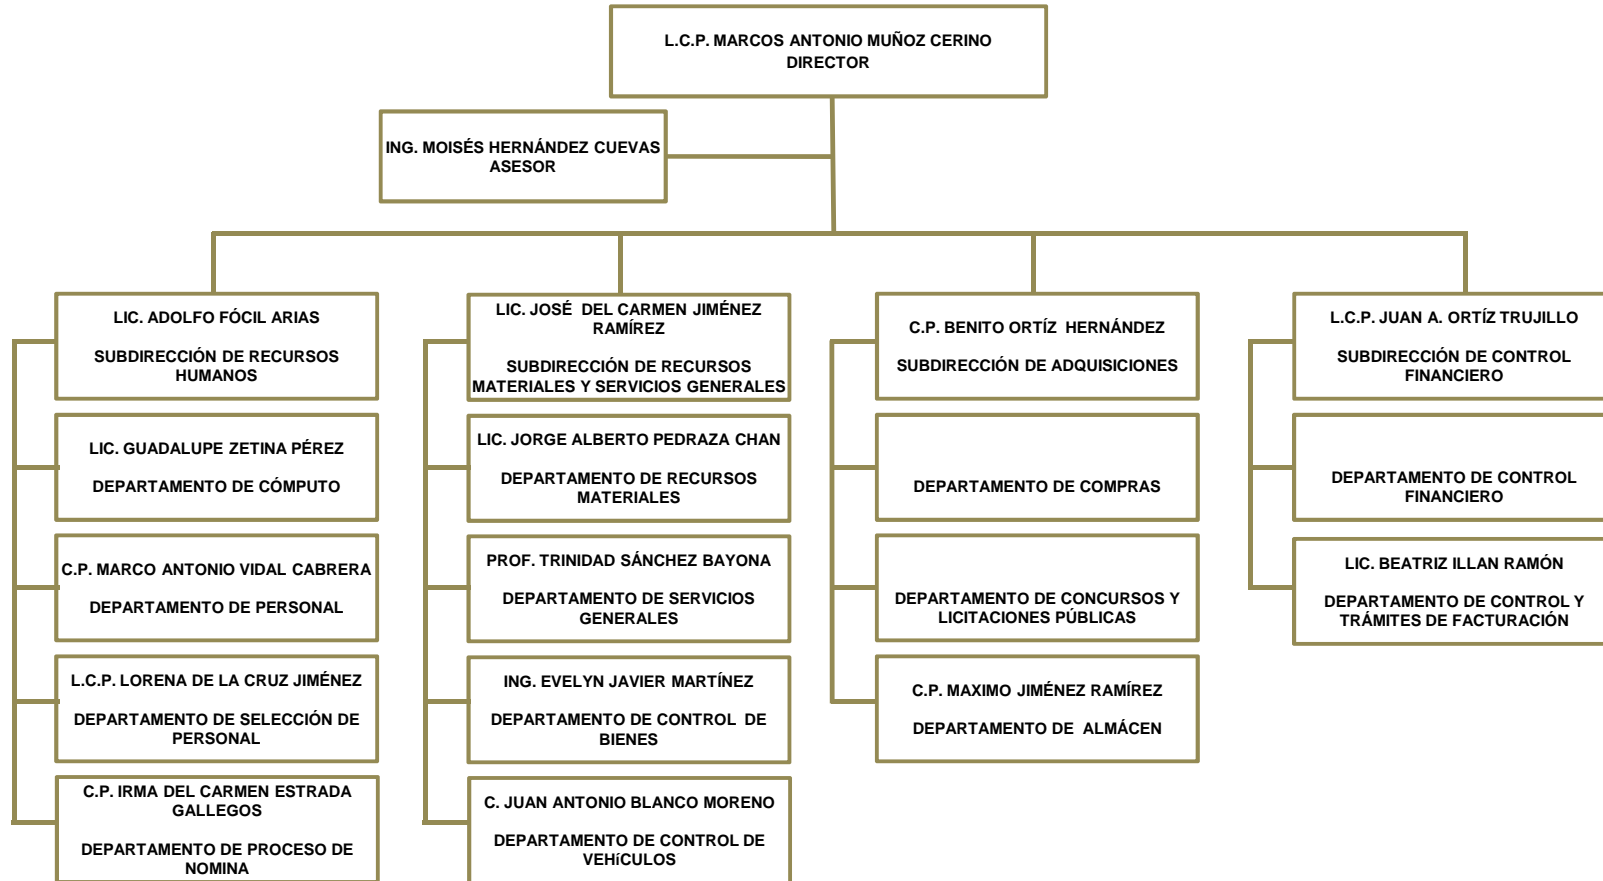 L.C.P. MARCOS ANTONIO MUÑOZ CERINO
DIRECTOR
ING. MOISÉS HERNÁNDEZ CUEVAS
ASESOR
LIC. ADOLFO FÓCIL ARIAS
SUBDIRECCIÓN DE RECURSOS
HUMANOS
LIC. GUADALUPE ZETINA PÉREZ
DEPARTAMENTO DE CÓMPUTO
C.P. MARCO ANTONIO VIDAL CABRERA
DEPARTAMENTO DE PERSONAL
L.C.P. LORENA DE LA CRUZ JIMÉNEZ
DEPARTAMENTO DE SELECCIÓN DE
PERSONAL
C.P. IRMA DEL CARMEN ESTRADA
GALLEGOS
DEPARTAMENTO DE PROCESO DE
NOMINA
LIC. JOSÉ DEL CARMEN JIMÉNEZ
RAMÍREZ
SUBDIRECCIÓN DE RECURSOS
MATERIALES Y SERVICIOS GENERALES
LIC. JORGE ALBERTO PEDRAZA CHAN
DEPARTAMENTO DE RECURSOS
MATERIALES
PROF. TRINIDAD SÁNCHEZ BAYONA
DEPARTAMENTO DE SERVICIOS
GENERALES
ING. EVELYN JAVIER MARTÍNEZ
DEPARTAMENTO DE CONTROL DE
BIENES
C. JUAN ANTONIO BLANCO MORENO
DEPARTAMENTO DE CONTROL DE
VEHíCULOS
C.P. BENITO ORTÍZ HERNÁNDEZ
SUBDIRECCIÓN DE ADQUISICIONES
DEPARTAMENTO DE COMPRAS
DEPARTAMENTO DE CONCURSOS Y
LICITACIONES PÚBLICAS
C.P. MAXIMO JIMÉNEZ RAMÍREZ
DEPARTAMENTO DE ALMÁCEN
L.C.P. JUAN A. ORTÍZ TRUJILLO
SUBDIRECCIÓN DE CONTROL
FINANCIERO
DEPARTAMENTO DE CONTROL
FINANCIERO
LIC. BEATRIZ ILLAN RAMÓN
DEPARTAMENTO DE CONTROL Y
TRÁMITES DE FACTURACIÓN